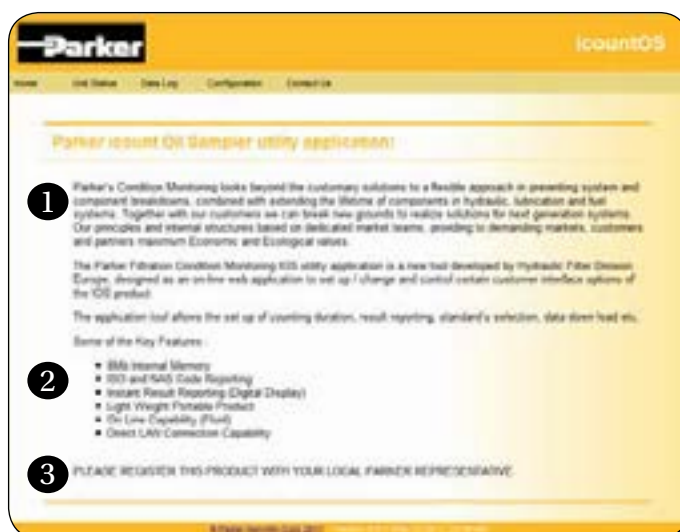 Parker
icountOS
Home Unit Status Data Log Configuration Contact Us
Parker icount Oil Sampler utility application:
1
Parker's Condition Monitoring looks beyond the customary solutions to a flexible approach in preventing system and
component breakdowns, combined with extending the lifetime of components in hydraulic, lubrication and fuel
systems. Together with our customers we can break new grounds to realize solutions for next generation systems.
Our principles and internal structures based on dedicated market teams, providing to demanding markets, customers
and partners maximum Economic and Ecological values.
The Parker Filtration Condition Monitoring IOS utility application is a new tool developed by Hydraulic Filter Division
Europe, designed as an on-line web application to set up / change and control certain customer interface options of
the IOS product.
The application tool allows the set up of counting duration, result reporting, standard's selection, data down load etc.
Some of the Key Features
2
Internal Memory
ISO and NAS Code Reporting
Instant Result Reporting (Digital Display)
Light Weight Portable Product
On Line Capability (Fluid)
Direct LAN Connection Capability
3
PLEASE REGISTER THIS PRODUCT WITH YOUR LOCAL PARKER REPRESENTATIVE